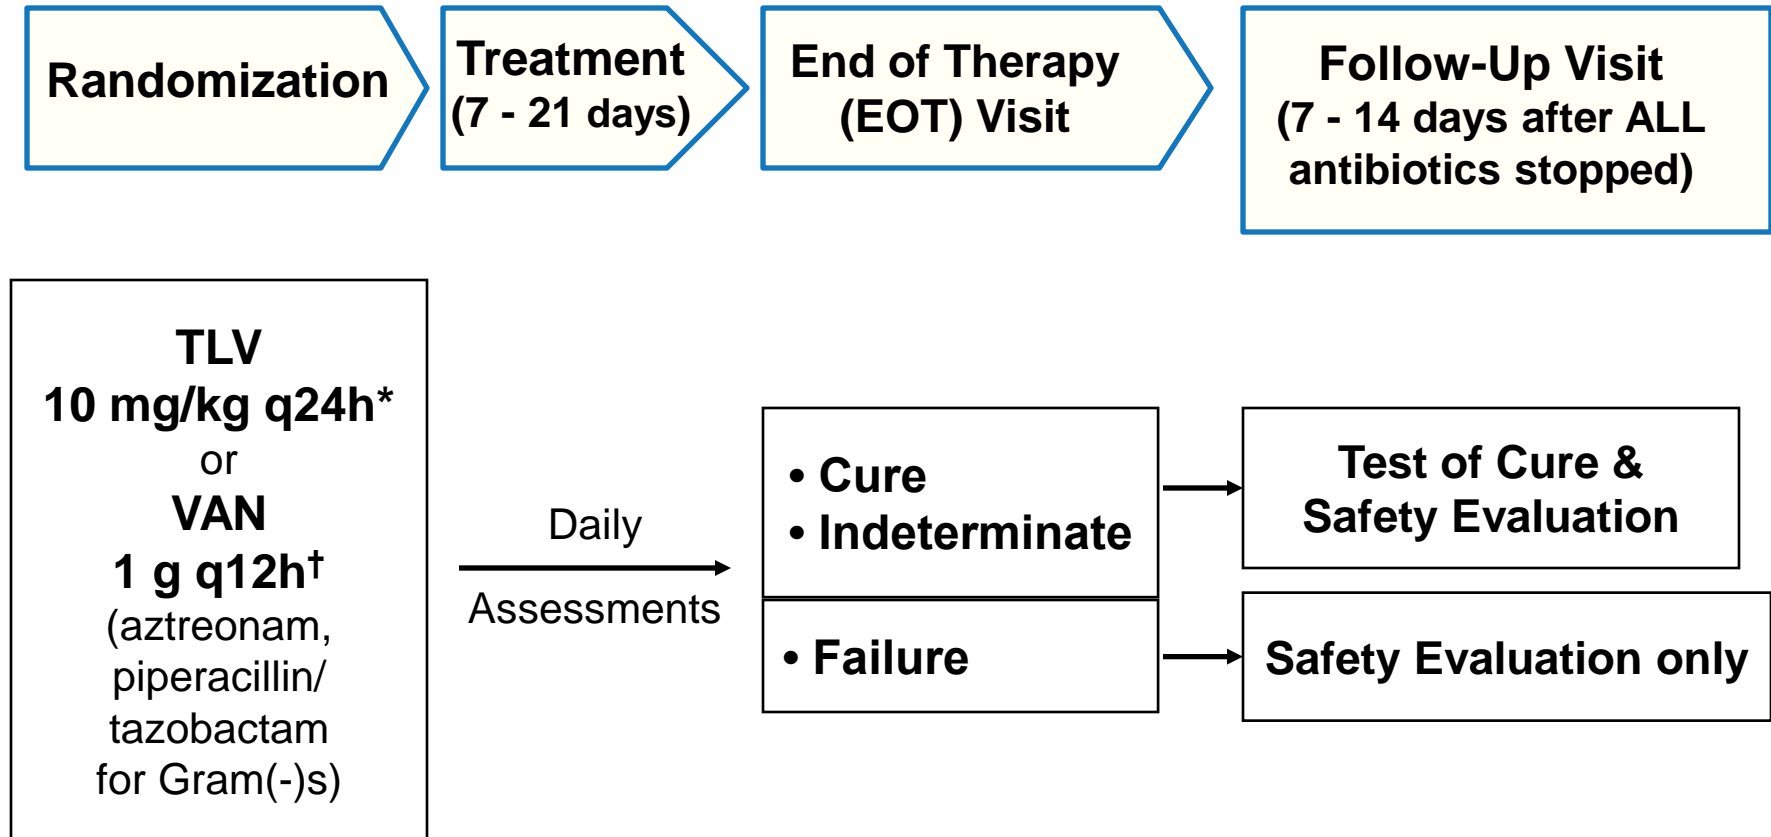 Randomization
Treatment
(7 - 21 days)
End of Therapy
(EOT) Visit
Follow-Up Visit
(7 - 14 days after ALL
antibiotics stopped)
TLV
10 mg/kg q24h*
or
VAN
1 g q12h†
(aztreonam,
piperacillin/
tazobactam
for Gram(-)s)
Daily
Assessments
• Cure
• Indeterminate
• Failure
Test of Cure &
Safety Evaluation
Safety Evaluation only